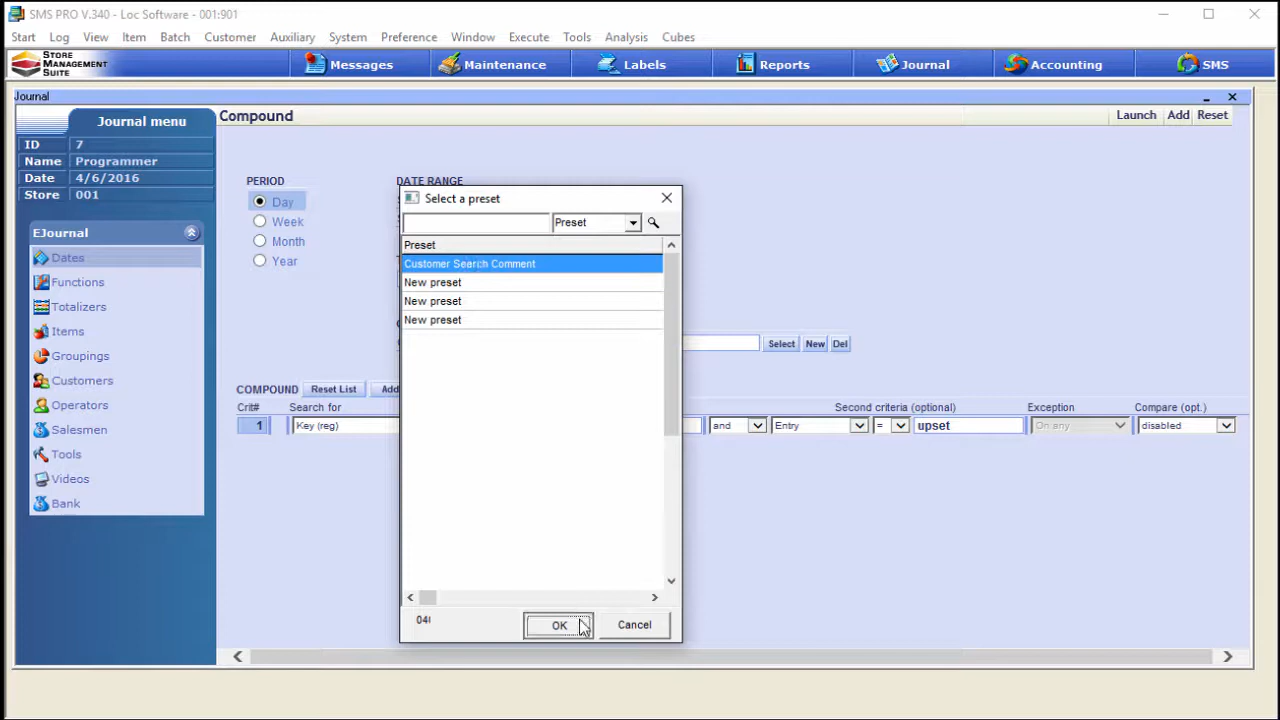 SMS PRO V.340 - Loc Software - 001:901
Start Log View Item Batch Customer Auxiliary System Preference Window Execute Tools Analysis Cubes
STORE
MANAGEMENT
SUITE
Messages Maintenance Labels Reports Journal Accounting SMS
Journal
Journal menu
ID 7
Name Programmer
Date 4/6/2016
Store 001
EJournal
Dates
Functions
Totalizers
Items
Groupings
Customers
Operators
Salesmen
Tools
Videos
Bank
Compound
Launch Add Reset
PERIOD
Day
Week
Month
Year
DATE RANGE
Select a preset
Preset
Preset
Customer Search Comment
New preset
New preset
New preset
OK Cancel
Select New Del
COMPOUND Reset List Add
Crit# Search for Second criteria (optional) Exception Compare (opt.)
1 Key (reg) and Entry = upset On any disabled